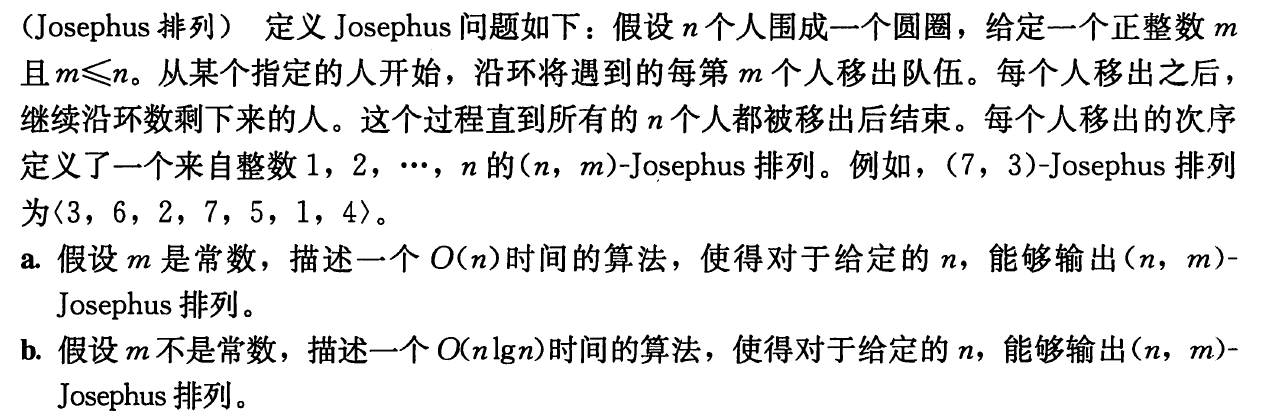 (Josephus 排列) 定义 Josephus 问题如下：假设 n 个人围成一个圆圈，给定一个正整数 m
且 m≤n。从某个指定的人开始，沿环将遇到的每第 m 个人移出队伍。每个人移出之后，
继续沿环数剩下来的人。这个过程直到所有的 n 个人都被移出后结束。每个人移出的次序
定义了一个来自整数 1，2，…，n 的(n，m)-Josephus 排列。例如，(7，3)-Josephus 排列
为〈3，6，2，7，5，1，4〉。
a. 假设 m 是常数，描述一个 O(n)时间的算法，使得对于给定的 n，能够输出(n，m)-
Josephus 排列。
b. 假设 m 不是常数，描述一个 O(nlgn)时间的算法，使得对于给定的 n，能够输出(n，m)-
Josephus 排列。